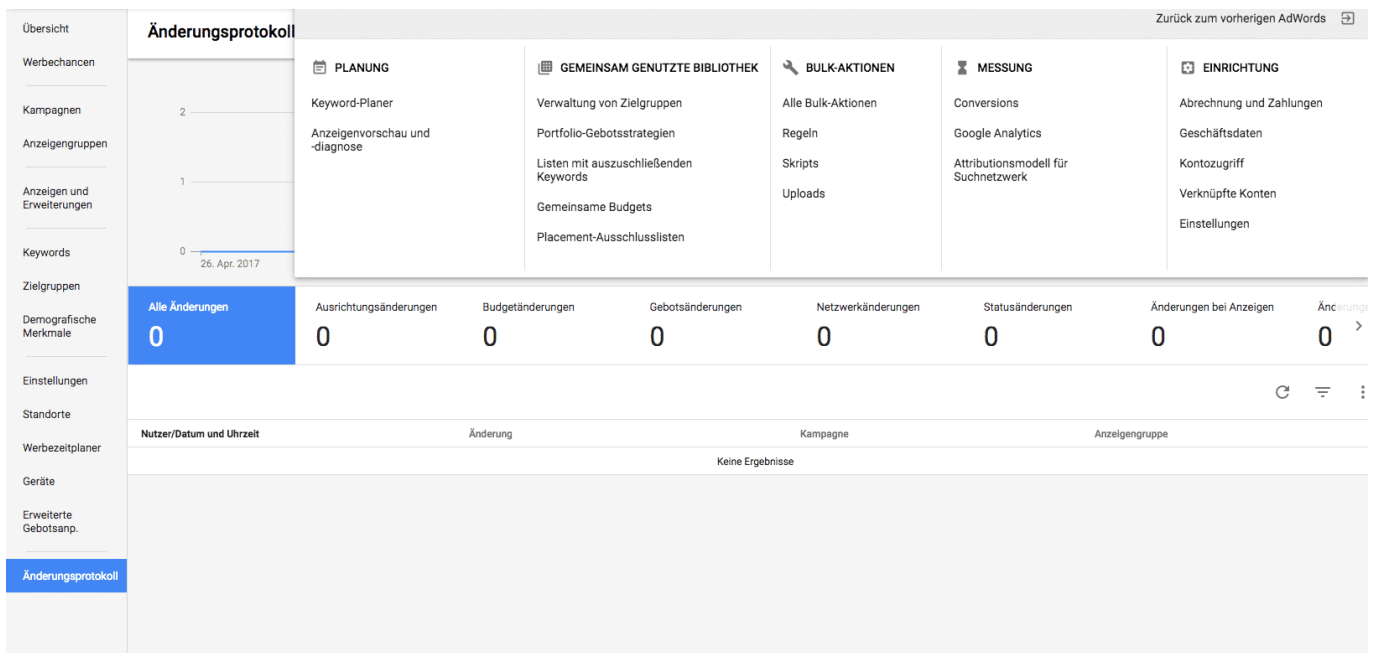 Übersicht
Werbechancen
Kampagnen
Anzeigengruppen
Anzeigen und
Erweiterungen
Keywords
Zielgruppen
Demografische
Merkmale
Einstellungen
Standorte
Werbezeitplaner
Geräte
Erweiterte
Gebotsanp.
Änderungsprotokoll
Änderungsprotokoll
2
1
0
26. Apr. 2017
Zurück zum vorherigen AdWords
PLANUNG
Keyword-Planer
Anzeigenvorschau und
-diagnose
GEMEINSAM GENUTZTE BIBLIOTHEK
Verwaltung von Zielgruppen
Portfolio-Gebotsstrategien
Listen mit auszuschließenden
Keywords
Gemeinsame Budgets
Placement-Ausschlusslisten
BULK-AKTIONEN
Alle Bulk-Aktionen
Regeln
Skripts
Uploads
MESSUNG
Conversions
Google Analytics
Attributionsmodell für
Suchnetzwerk
EINRICHTUNG
Abrechnung und Zahlungen
Geschäftsdaten
Kontozugriff
Verknüpfte Konten
Einstellungen
Alle Änderungen
0
Ausrichtungsänderungen
0
Budgetänderungen
0
Gebotsänderungen
0
Netzwerkänderungen
0
Statusänderungen
0
Änderungen bei Anzeigen
0
0
Nutzer/Datum und Uhrzeit Änderung Kampagne Anzeigengruppe
Keine Ergebnisse